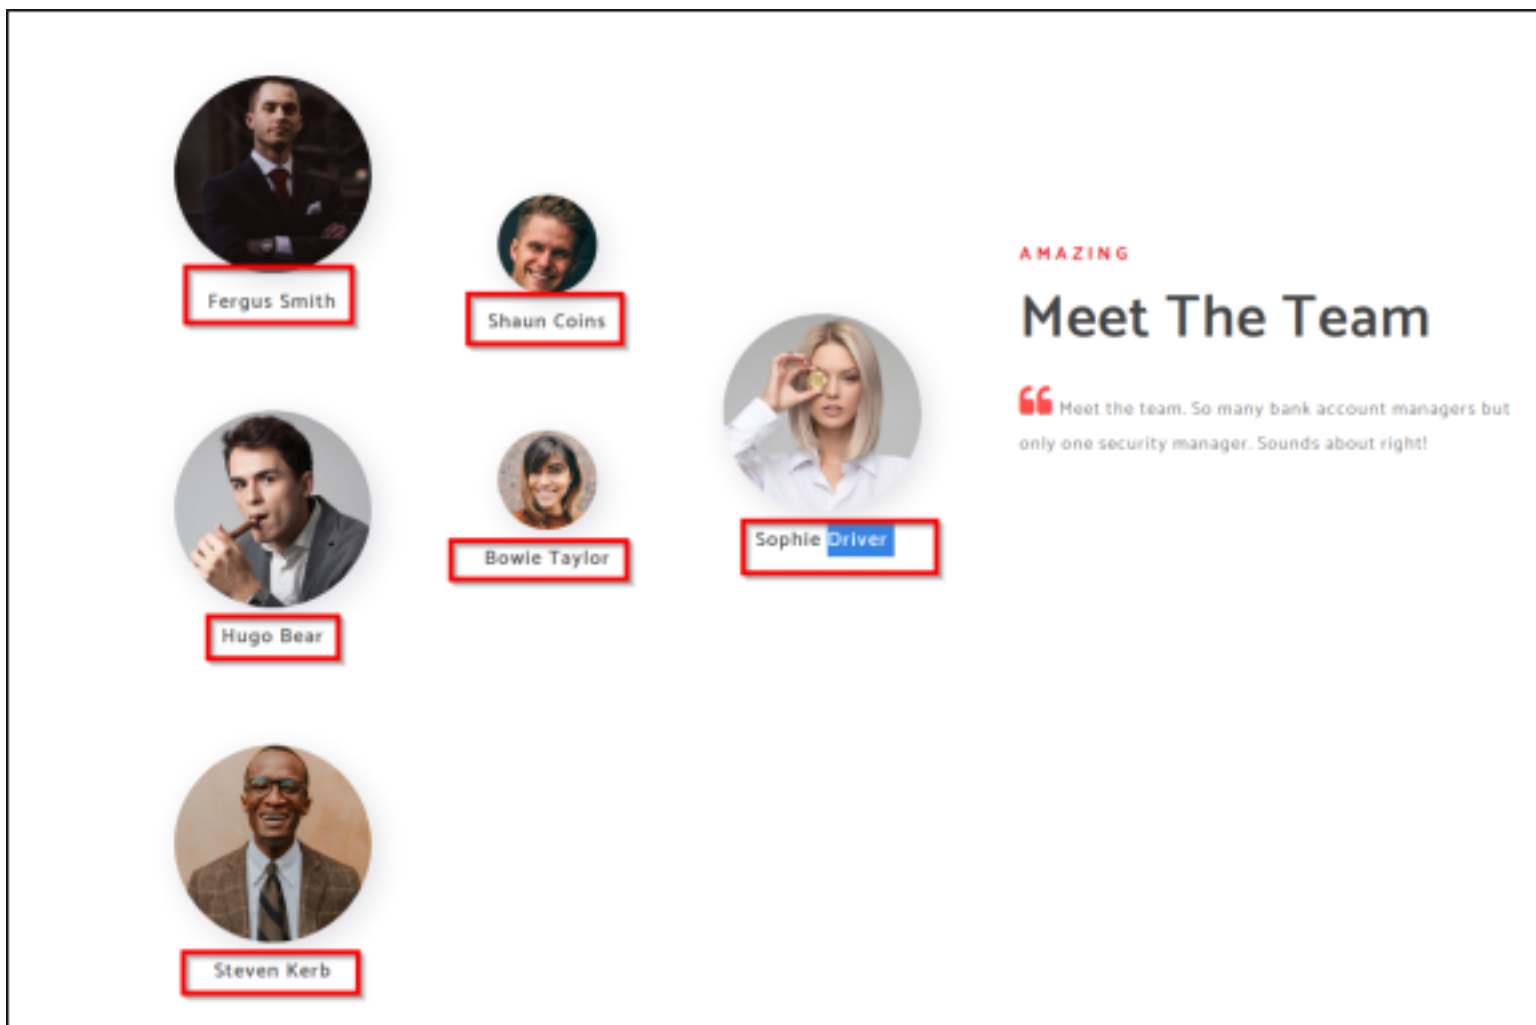 Fergus Smith
Shaun Coins
Hugo Bear
Bowie Taylor
Sophie Driver
Steven Kerb
AMAZING
Meet The Team
Meet the team. So many bank account managers but
only one security manager. Sounds about right!